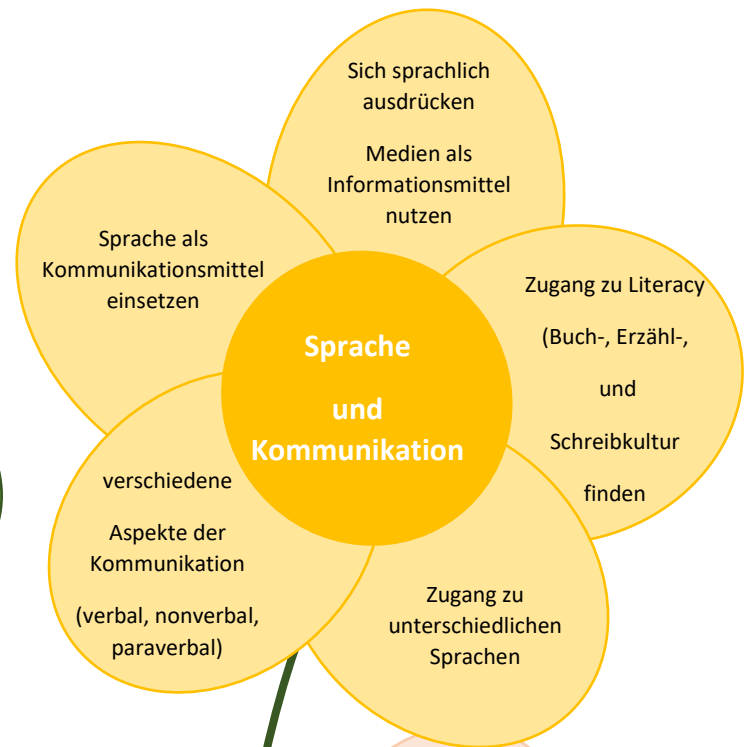 Sich sprachlich
ausdrücken
Medien als
Informationsmittel
nutzen
Sprache als
Kommunikationsmittel
einsetzen
Zugang zu Literacy
(Buch-, Erzähl-,
und
Schreibkultur
finden
Sprache
und
Kommunikation
verschiedene
Aspekte der
Kommunikation
(verbal, nonverbal,
paraverbal)
Zugang zu
unterschiedlichen
Sprachen